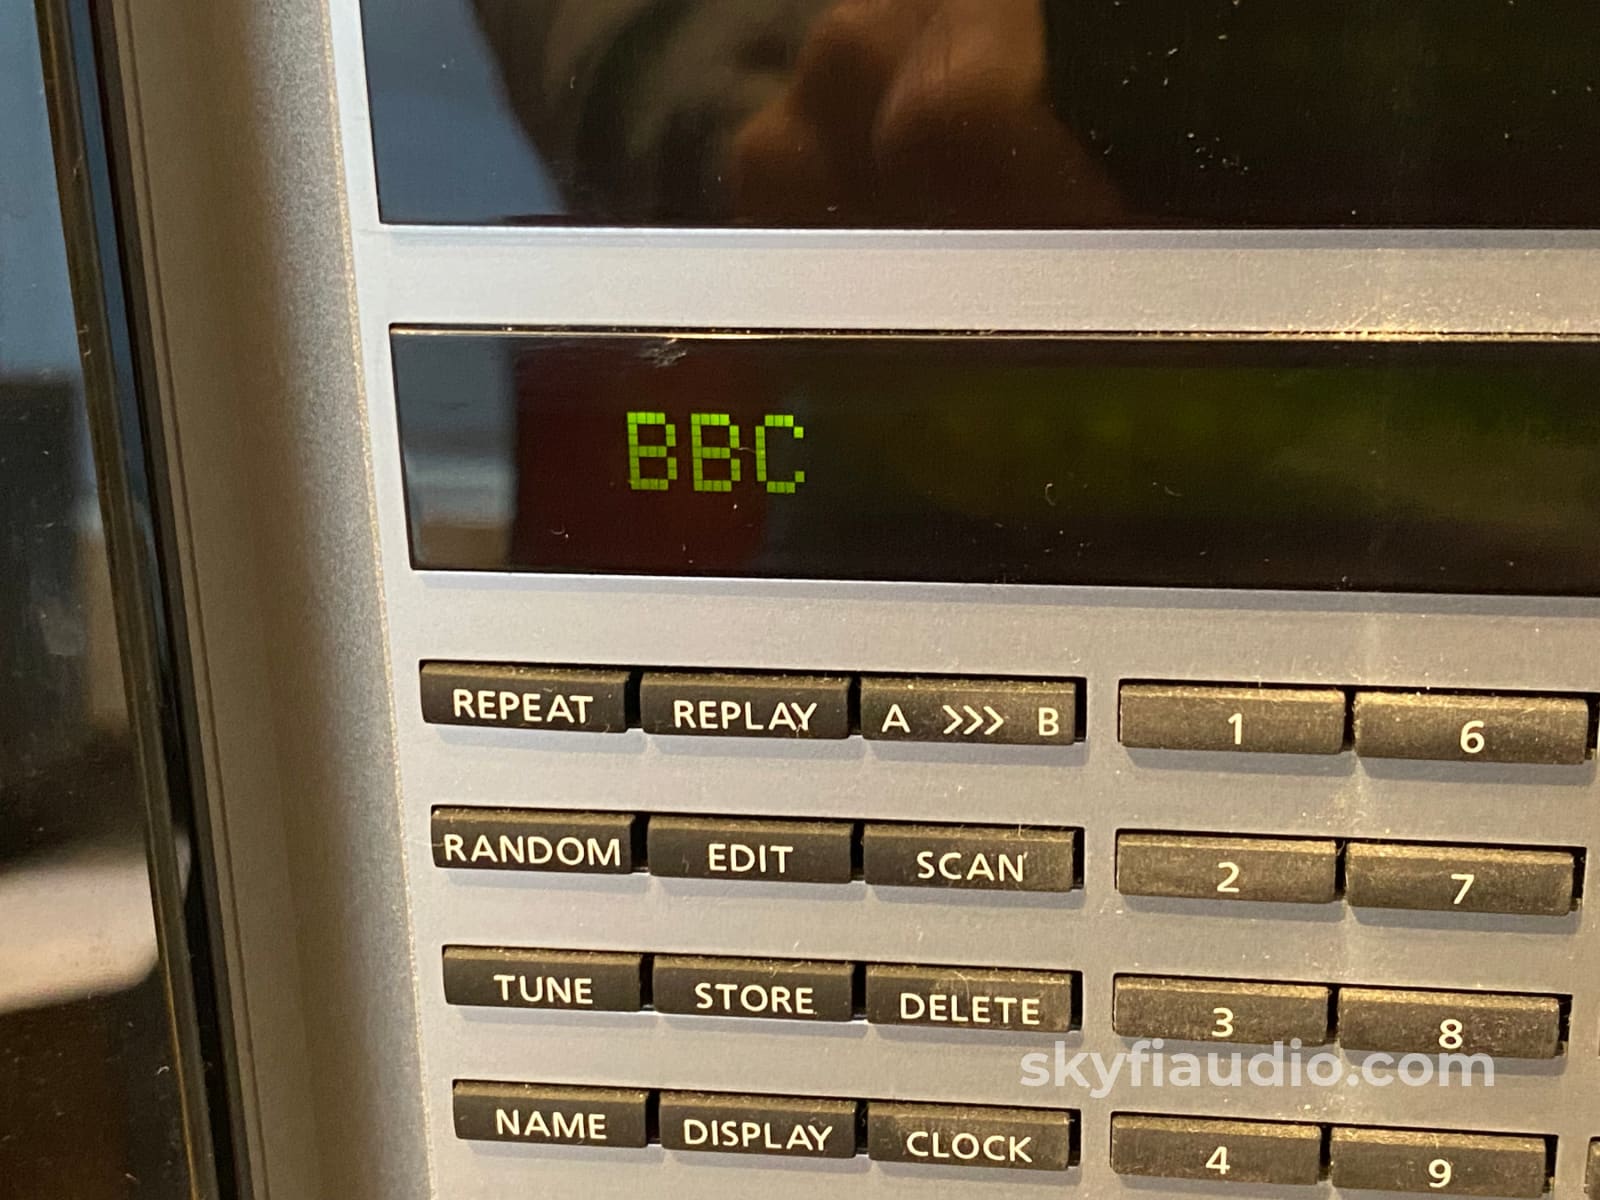 BBC
REPEAT REPLAY A >>> B 1 6
RANDOM EDIT SCAN 2 7
TUNE STORE DELETE 3 8
skyfiaudio.com
NAME DISPLAY CLOCK 4 9